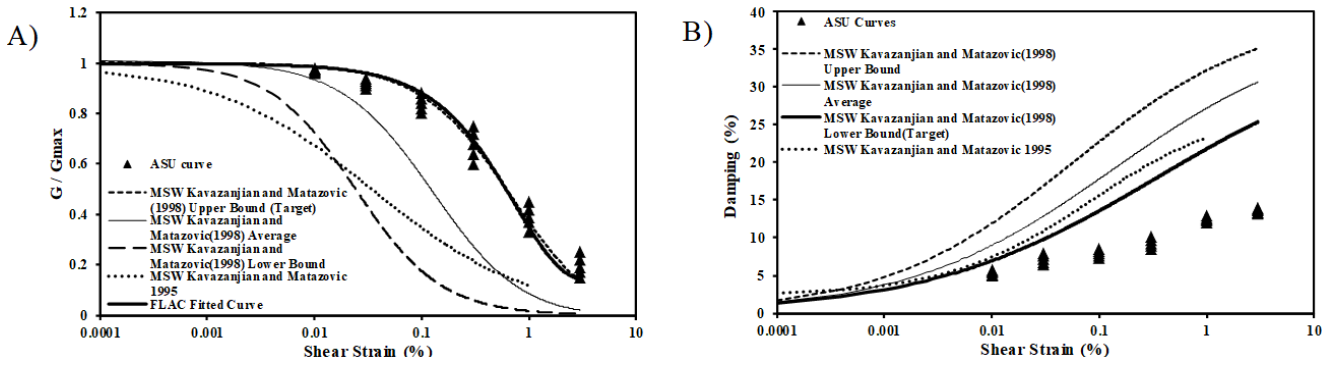 A)
1.2
1
0.8
0.6
0.4
0.2
0
G / Gmax
ASU curve
MSW Kavazanjian and Matazovic
(1998) Upper Bound (Target)
MSW Kavazanjian and
Matazovic(1998) Average
MSW Kavazanjian and
Matazovic(1998) Lower Bound
MSW Kavazanjian and Matazovic
1995
FLAC Fitted Curve
0.0001 0.001 0.01 0.1 1 10
Shear Strain (%)
B)
40
35
30
25
20
15
10
5
0
Damping (%)
ASU Curves
MSW Kavazanjian and Matazovic(1998)
Upper Bound
MSW Kavazanjian and Matazovic(1998)
Average
MSW Kavazanjian and Matazovic(1998)
Lower Bound(Target)
MSW Kavazanjian and Matazovic 1995
0.0001 0.001 0.01 0.1 1 10
Shear Strain (%)